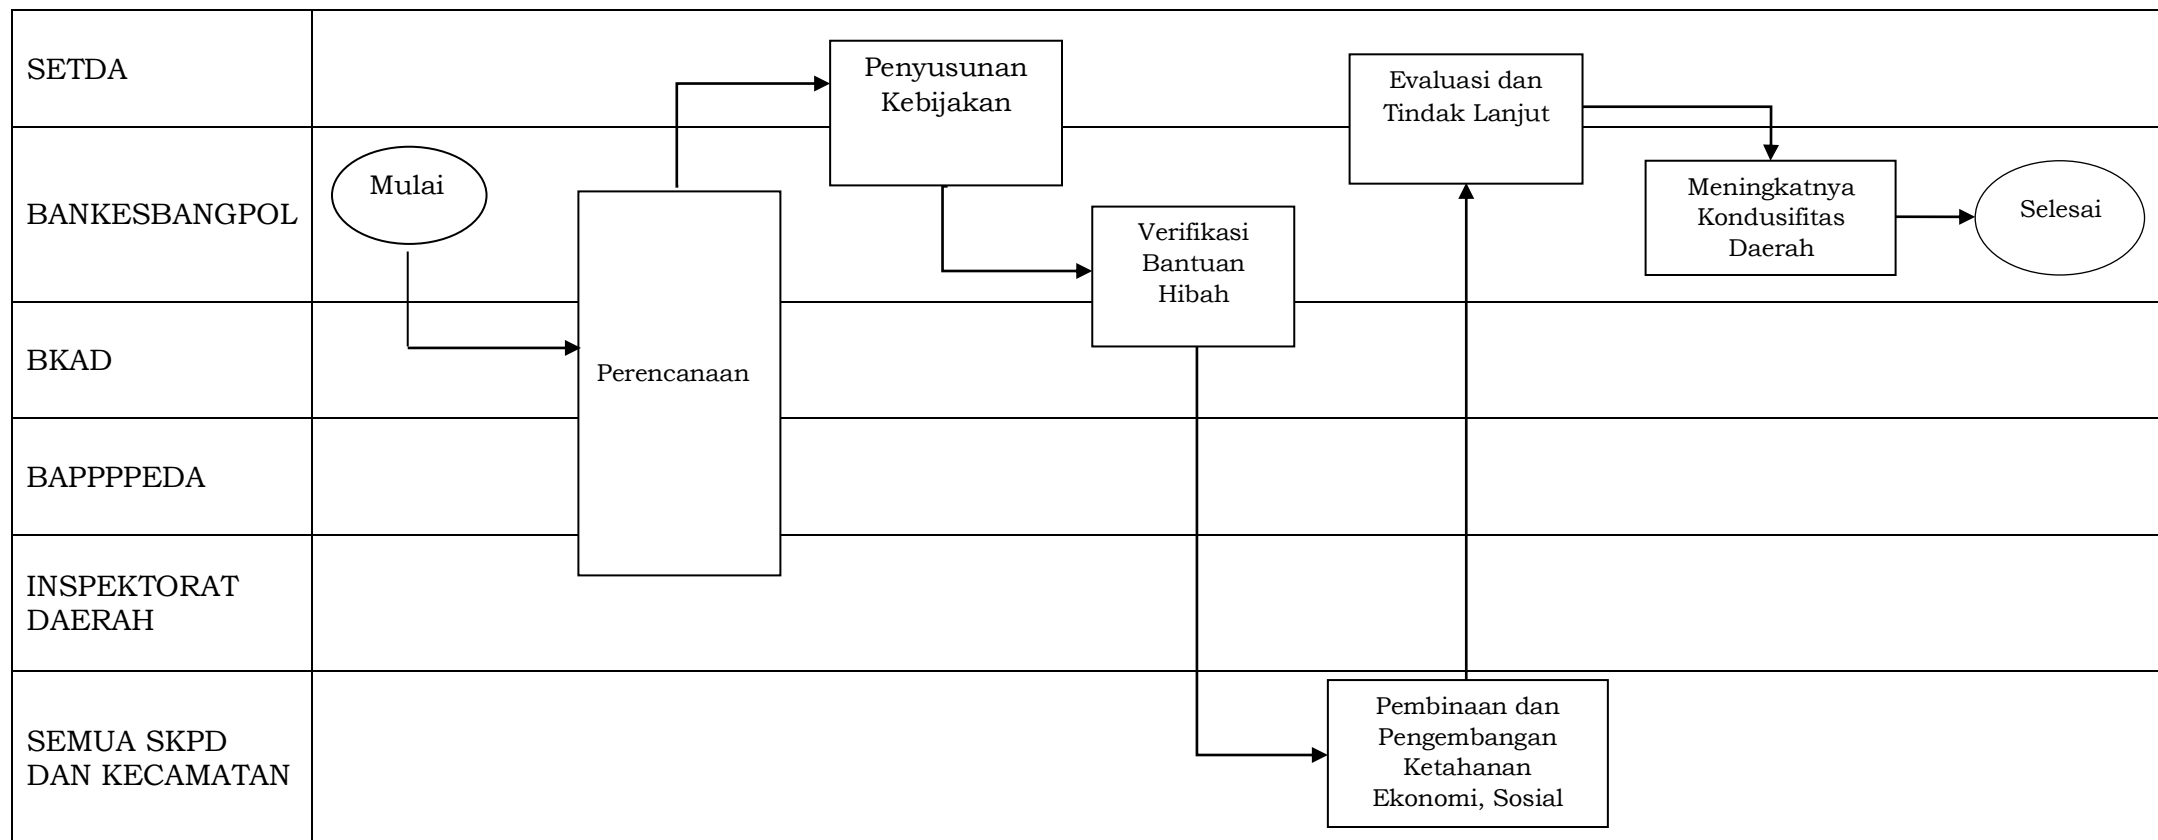 SETDA
Penyusunan
Kebijakan
Evaluasi dan
Tindak Lanjut
BANKESBANGPOL
Mulai
Verifikasi
Bantuan
Hibah
Meningkatnya
Kondusifitas
Daerah
Selesai
BKAD
Perencanaan
BAPPPPEDA
INSPEKTORAT
DAERAH
SEMUA SKPD
DAN KECAMATAN
Pembinaan dan
Pengembangan
Ketahanan
Ekonomi, Sosial